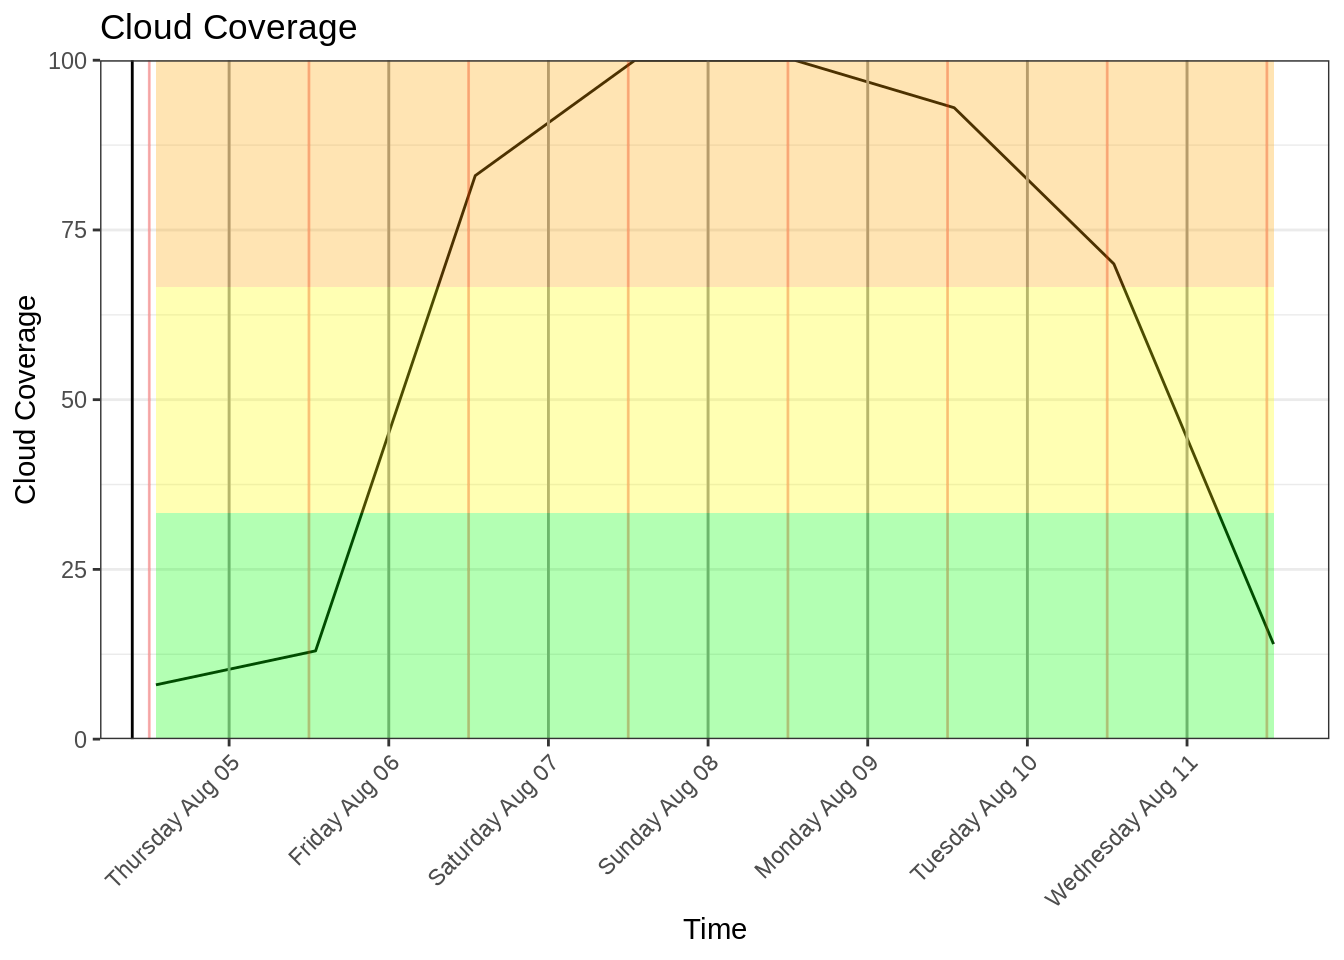 Cloud Coverage
100
75
50
25
0
Cloud Coverage
Thursday Aug 05
Friday Aug 06
Saturday Aug 07
Sunday Aug 08
Monday Aug 09
Tuesday Aug 10
Wednesday Aug 11
Time